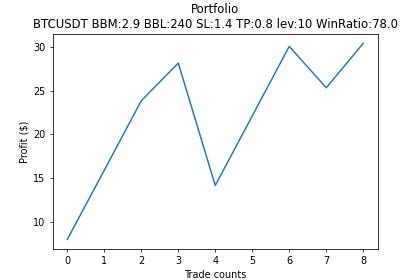 Portfolio
BTCUSDT BBM:2.9 BBL:240 SL:1.4 TP:0.8 lev:10 WinRatio:78.0
30
25
20
15
10
Profit ($)
0 1 2 3 4 5 6 7 8
Trade counts